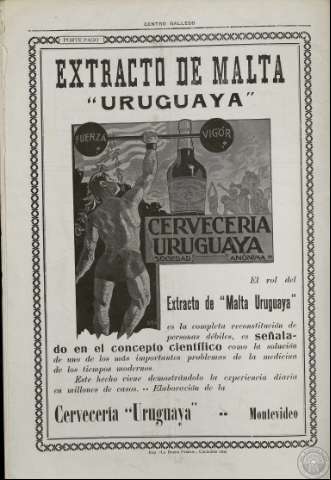 CENTRO GALLEGO
PORTE PAGO
EXTRACTO DE MALTA
"URUGUAYA"
FUERZA
VIGOR
CERVECERIA
URUGUAYA
SOCIEDAD ANÓNIMA
El rol del
Extracto de "Malta Uruguaya"
es la completa reconstitución de
personas débiles, es señala-
do en el concepto científico como la solución
de uno de los más importantes problemas de la medicina
de los tiempos modernos.
Este hecho viene demostrándolo la experiencia diaria
en millones de casos. -- Elaboración de la
Cervecería "Uruguaya" -- Montevideo